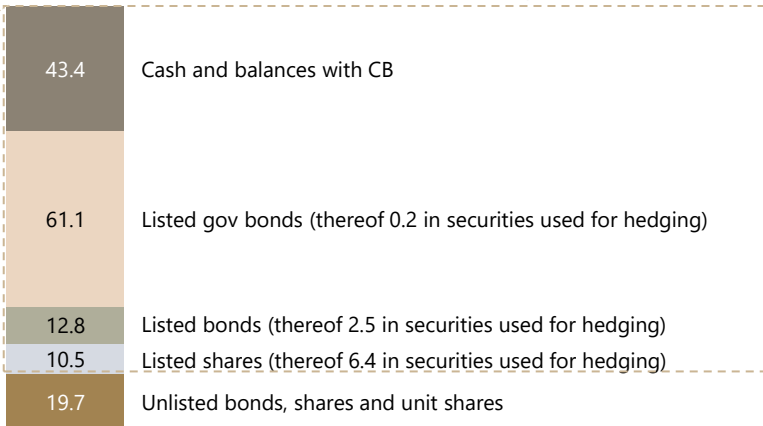 43.4 Cash and balances with CB
61.1 Listed gov bonds (thereof 0.2 in securities used for hedging)
12.8 Listed bonds (thereof 2.5 in securities used for hedging)
10.5 Listed shares (thereof 6.4 in securities used for hedging)
19.7 Unlisted bonds, shares and unit shares